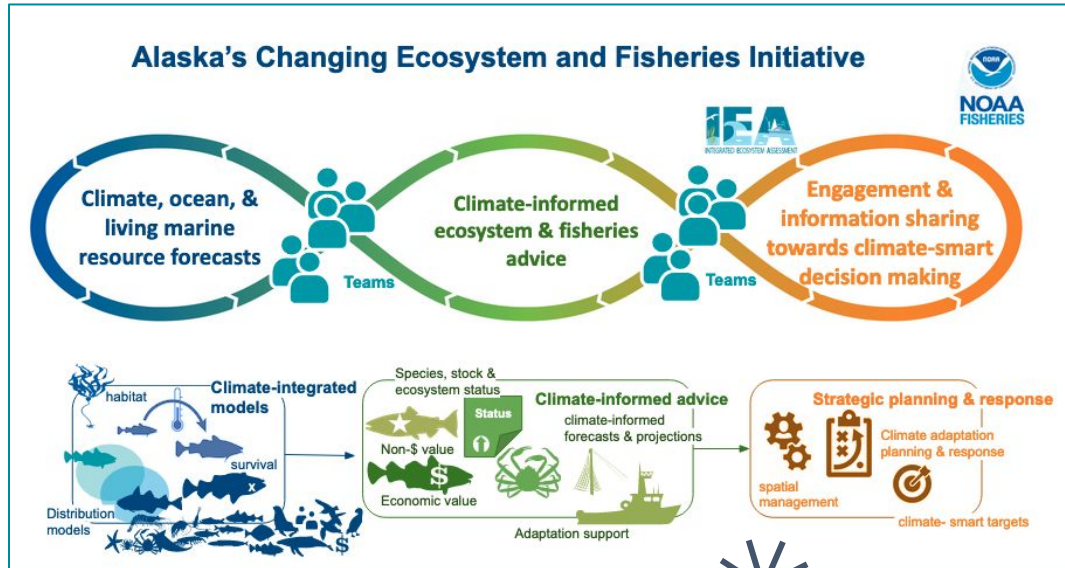 Alaska's Changing Ecosystem and Fisheries Initiative
NOAA
NOAA
FISHERIES
IEA
INTEGRATED ECOSYSTEM ASSESSMENT
Climate, ocean, &
living marine
resource forecasts
Teams
Climate-informed
ecosystem & fisheries
advice
Teams
Engagement &
information sharing
towards climate-smart
decision making
habitat
Climate-integrated
models
survival
x
Distribution
models
$
Species, stock &
ecosystem status
Status
Non-$ value
$
Economic value
Climate-informed advice
climate-informed
forecasts & projections
Adaptation support
Strategic planning & response
Climate adaptation
planning & response
spatial
management
climate- smart targets